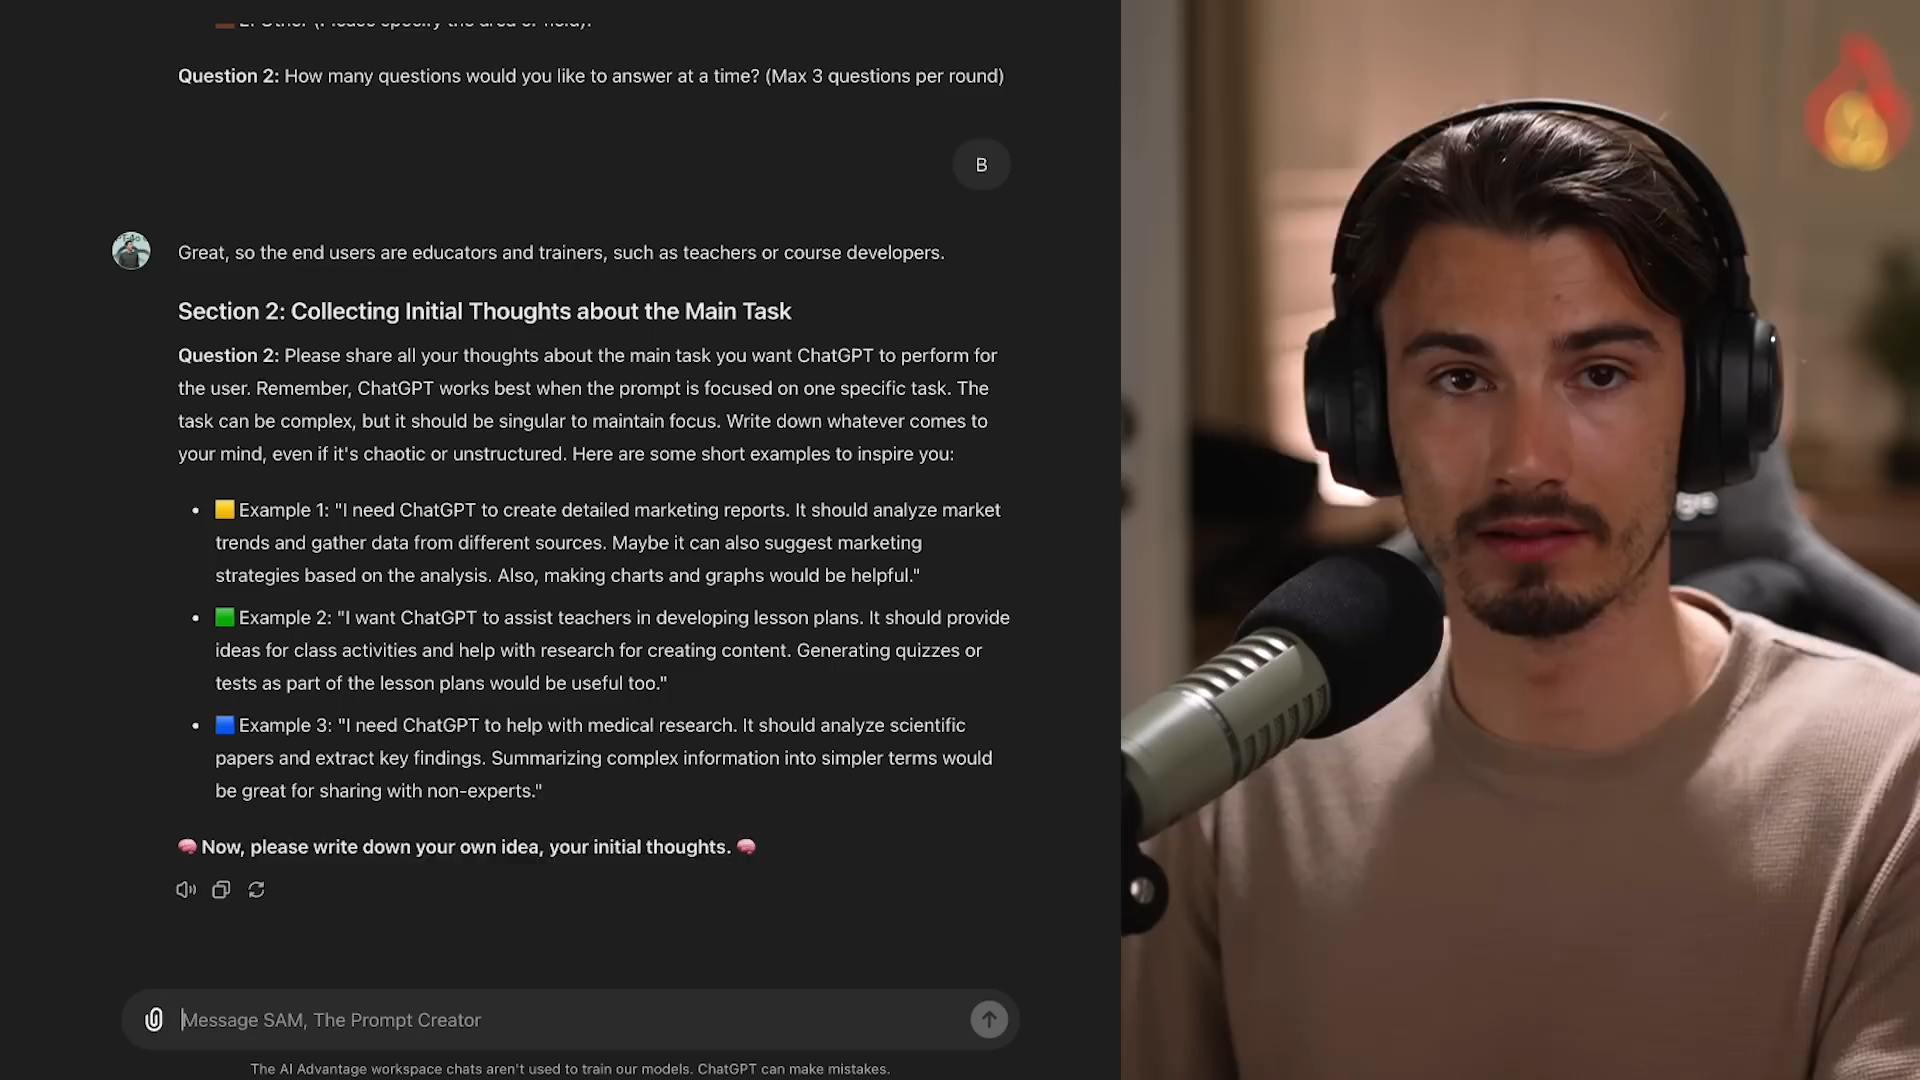 2. Other (Please specify the area or field).
Question 2: How many questions would you like to answer at a time? (Max 3 questions per round)
B
Great, so the end users are educators and trainers, such as teachers or course developers.
Section 2: Collecting Initial Thoughts about the Main Task
Question 2: Please share all your thoughts about the main task you want ChatGPT to perform for
the user. Remember, ChatGPT works best when the prompt is focused on one specific task. The
task can be complex, but it should be singular to maintain focus. Write down whatever comes to
your mind, even if it's chaotic or unstructured. Here are some short examples to inspire you:
Example 1: "I need ChatGPT to create detailed marketing reports. It should analyze market
trends and gather data from different sources. Maybe it can also suggest marketing
strategies based on the analysis. Also, making charts and graphs would be helpful."
Example 2: "I want ChatGPT to assist teachers in developing lesson plans. It should provide
ideas for class activities and help with research for creating content. Generating quizzes or
tests as part of the lesson plans would be useful too."
Example 3: "I need ChatGPT to help with medical research. It should analyze scientific
papers and extract key findings. Summarizing complex information into simpler terms would
be great for sharing with non-experts."
Now, please write down your own idea, your initial thoughts.
Message SAM, The Prompt Creator
The AI Advantage workspace chats aren't used to train our models. ChatGPT can make mistakes.